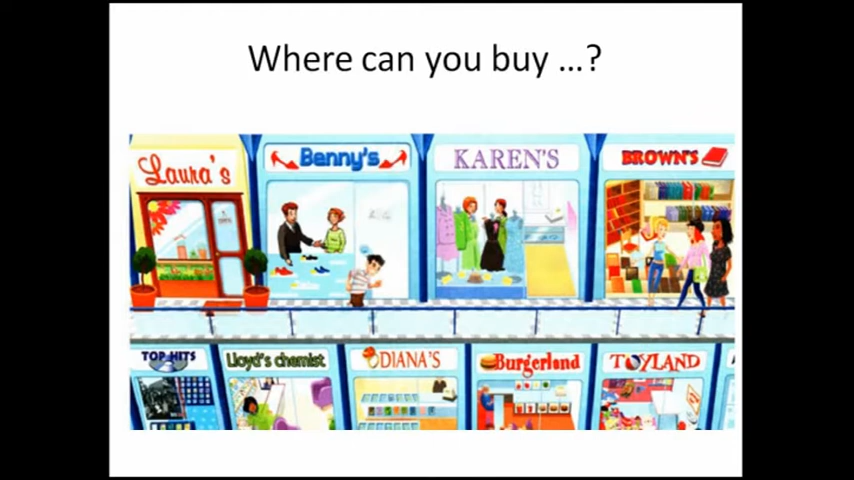 Where can you buy ...?
Laura's
Benny's
KAREN'S
BROWN'S
TOP HITS
Lloyd's chemist
DIANA'S
Burgerland
TOYLAND